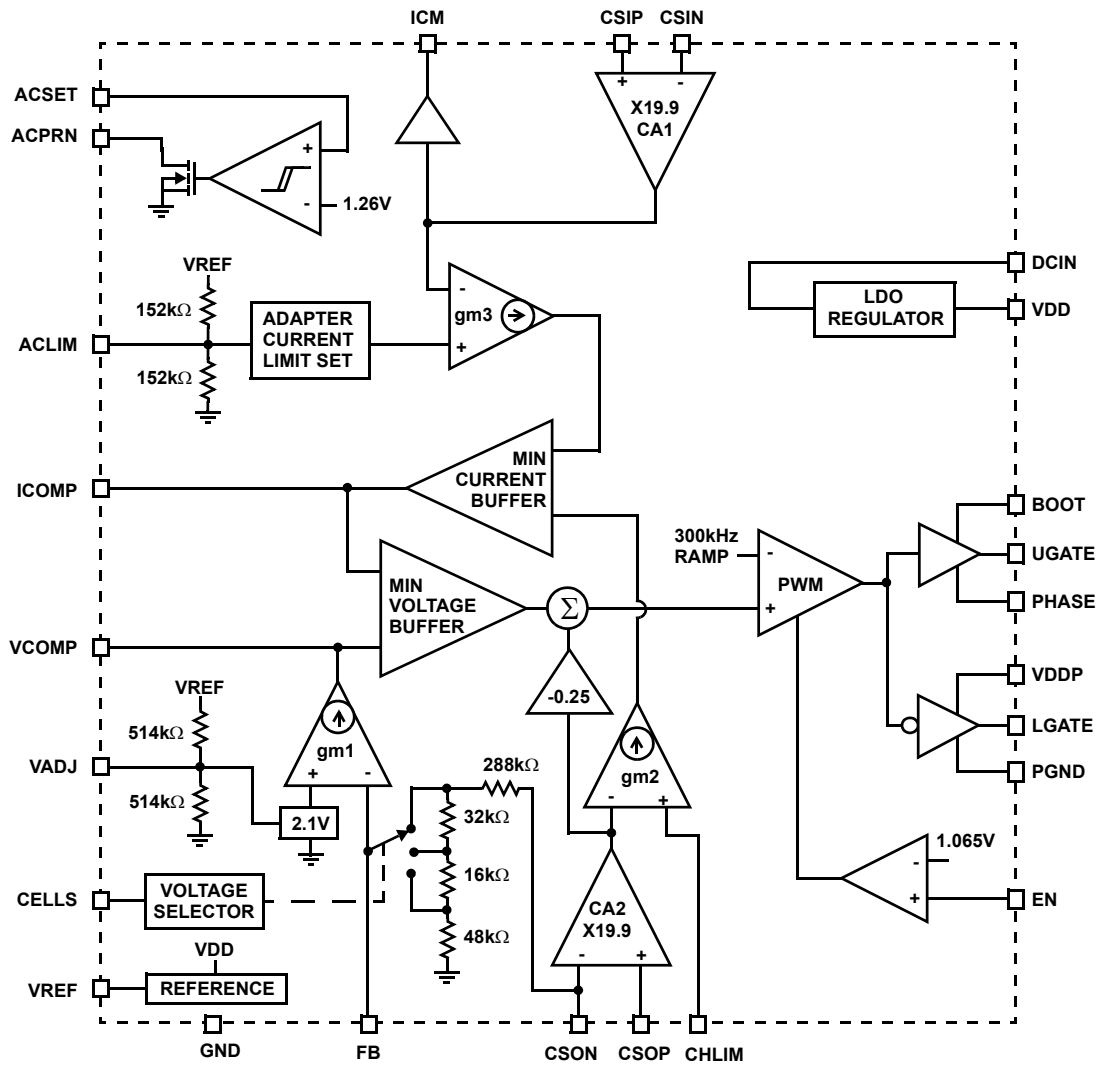 ICM
CSIP
CSIN
ACSET
ACPRN
+
-
1.26V
+
-
X19.9
CA1
VREF
152kΩ
152kΩ
ACLIM
ADAPTER
CURRENT
LIMIT SET
-
gm3
+
DCIN
LDO
REGULATOR
VDD
MIN
CURRENT
BUFFER
ICOMP
MIN
VOLTAGE
BUFFER
VCOMP
Σ
300kHz
RAMP
-
PWM
+
BOOT
UGATE
PHASE
VDDP
LGATE
PGND
-0.25
VREF
514kΩ
514kΩ
VADJ
gm1
+
-
2.1V
288kΩ
32kΩ
16kΩ
48kΩ
gm2
-
+
CA2
X19.9
-
+
1.065V
-
+
EN
CELLS
VOLTAGE
SELECTOR
VDD
VREF
REFERENCE
GND
FB
CSON
CSOP
CHLIM